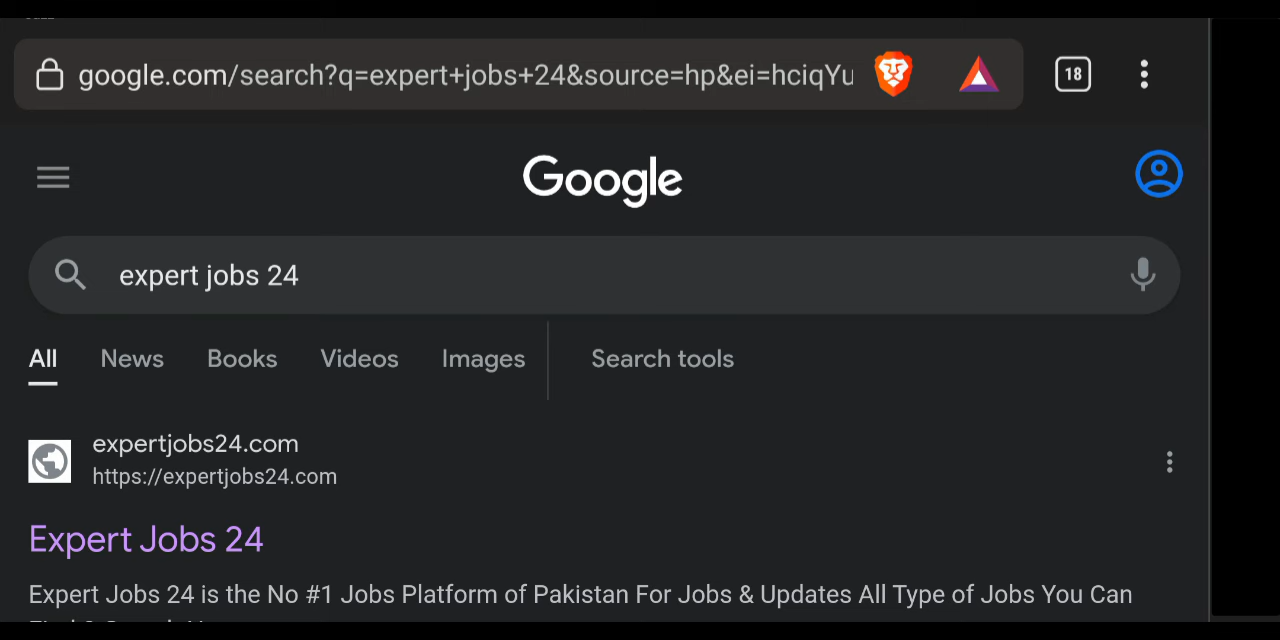 google.com/search?q=expert+jobs+24&source=hp&ei=hciqYu
18
Google
expert jobs 24
All News Books Videos Images Search tools
expertjobs24.com
https://expertjobs24.com
Expert Jobs 24
Expert Jobs 24 is the No #1 Jobs Platform of Pakistan For Jobs & Updates All Type of Jobs You Can